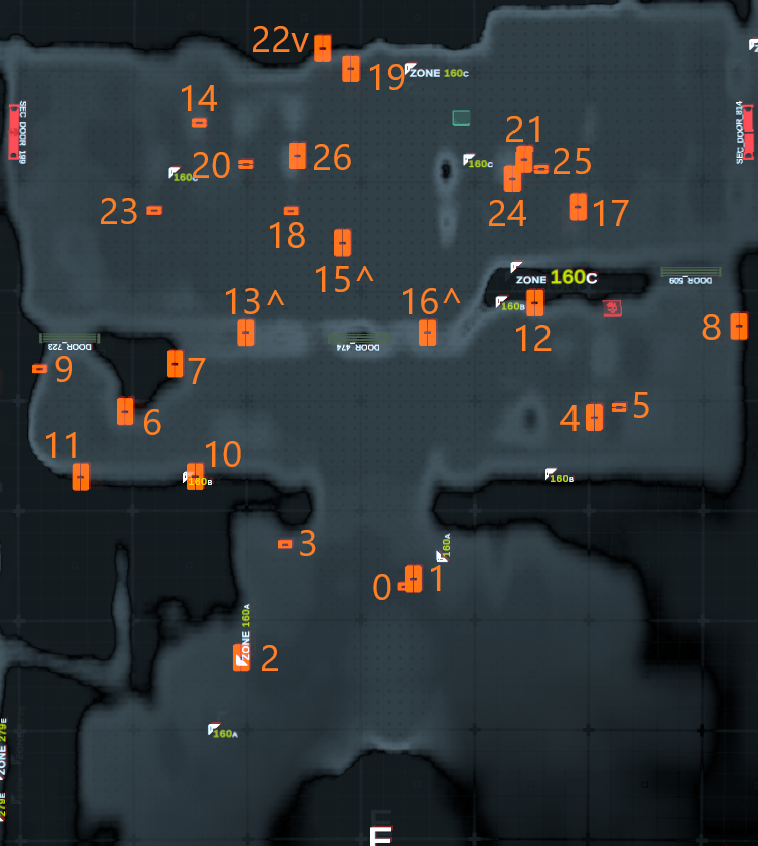 22v
19
ZONE 160C
14
SEC DOOR 199
SEC DOOR 814
21
160C
20
26
160C
25
23
24
17
18
15^
ZONE 160C
DOOR_509
13^
16^
160B
12
8
DOOR_723
DOOR_474
9
7
6
4
5
11
10
160B
160B
3
160A
0
1
ZONE 160A
2
160A
ZONE 279E
279E
E